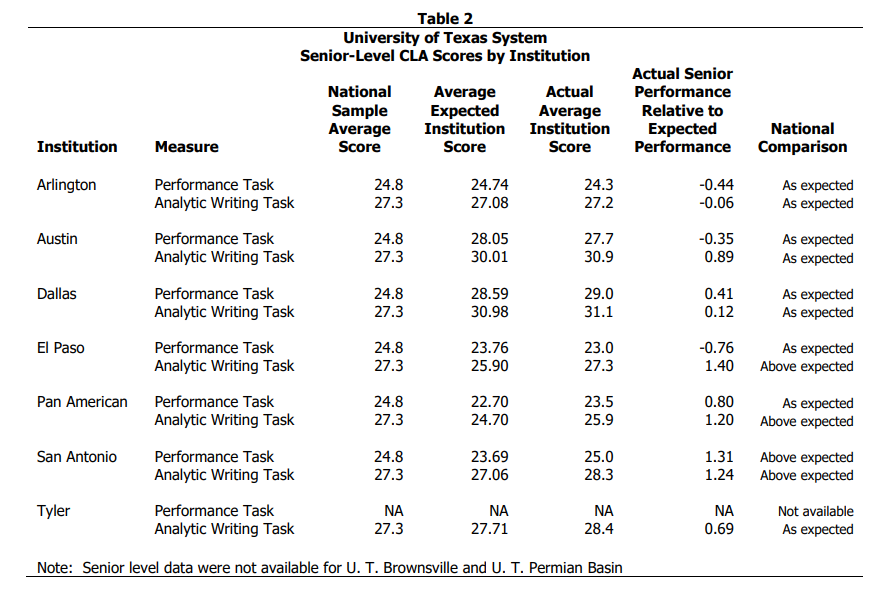 Table 2
University of Texas System
Senior-Level CLA Scores by Institution
Institution Measure National Sample Average Score Average Expected Institution Score Actual Average Institution Score Actual Senior Performance Relative to Expected Performance National Comparison
Arlington Performance Task 24.8 24.74 24.3 -0.44 As expected
Analytic Writing Task 27.3 27.08 27.2 -0.06 As expected
Austin Performance Task 24.8 28.05 27.7 -0.35 As expected
Analytic Writing Task 27.3 30.01 30.9 0.89 As expected
Dallas Performance Task 24.8 28.59 29.0 0.41 As expected
Analytic Writing Task 27.3 30.98 31.1 0.12 As expected
El Paso Performance Task 24.8 23.76 23.0 -0.76 As expected
Analytic Writing Task 27.3 25.90 27.3 1.40 Above expected
Pan American Performance Task 24.8 22.70 23.5 0.80 As expected
Analytic Writing Task 27.3 24.70 25.9 1.20 Above expected
San Antonio Performance Task 24.8 23.69 25.0 1.31 Above expected
Analytic Writing Task 27.3 27.06 28.3 1.24 Above expected
Tyler Performance Task NA NA NA NA Not available
Analytic Writing Task 27.3 27.71 28.4 0.69 As expected
Note: Senior level data were not available for U. T. Brownsville and U. T. Permian Basin